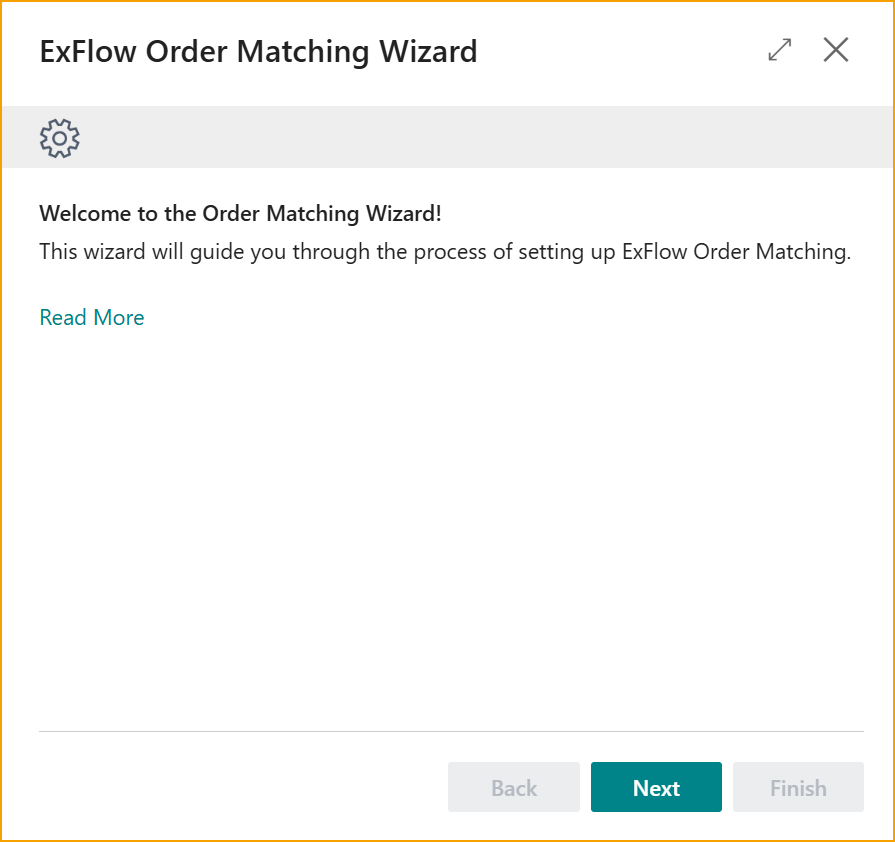 ExFlow Order Matching Wizard
Welcome to the Order Matching Wizard!
This wizard will guide you through the process of setting up ExFlow Order Matching.
Read More
Back
Next
Finish